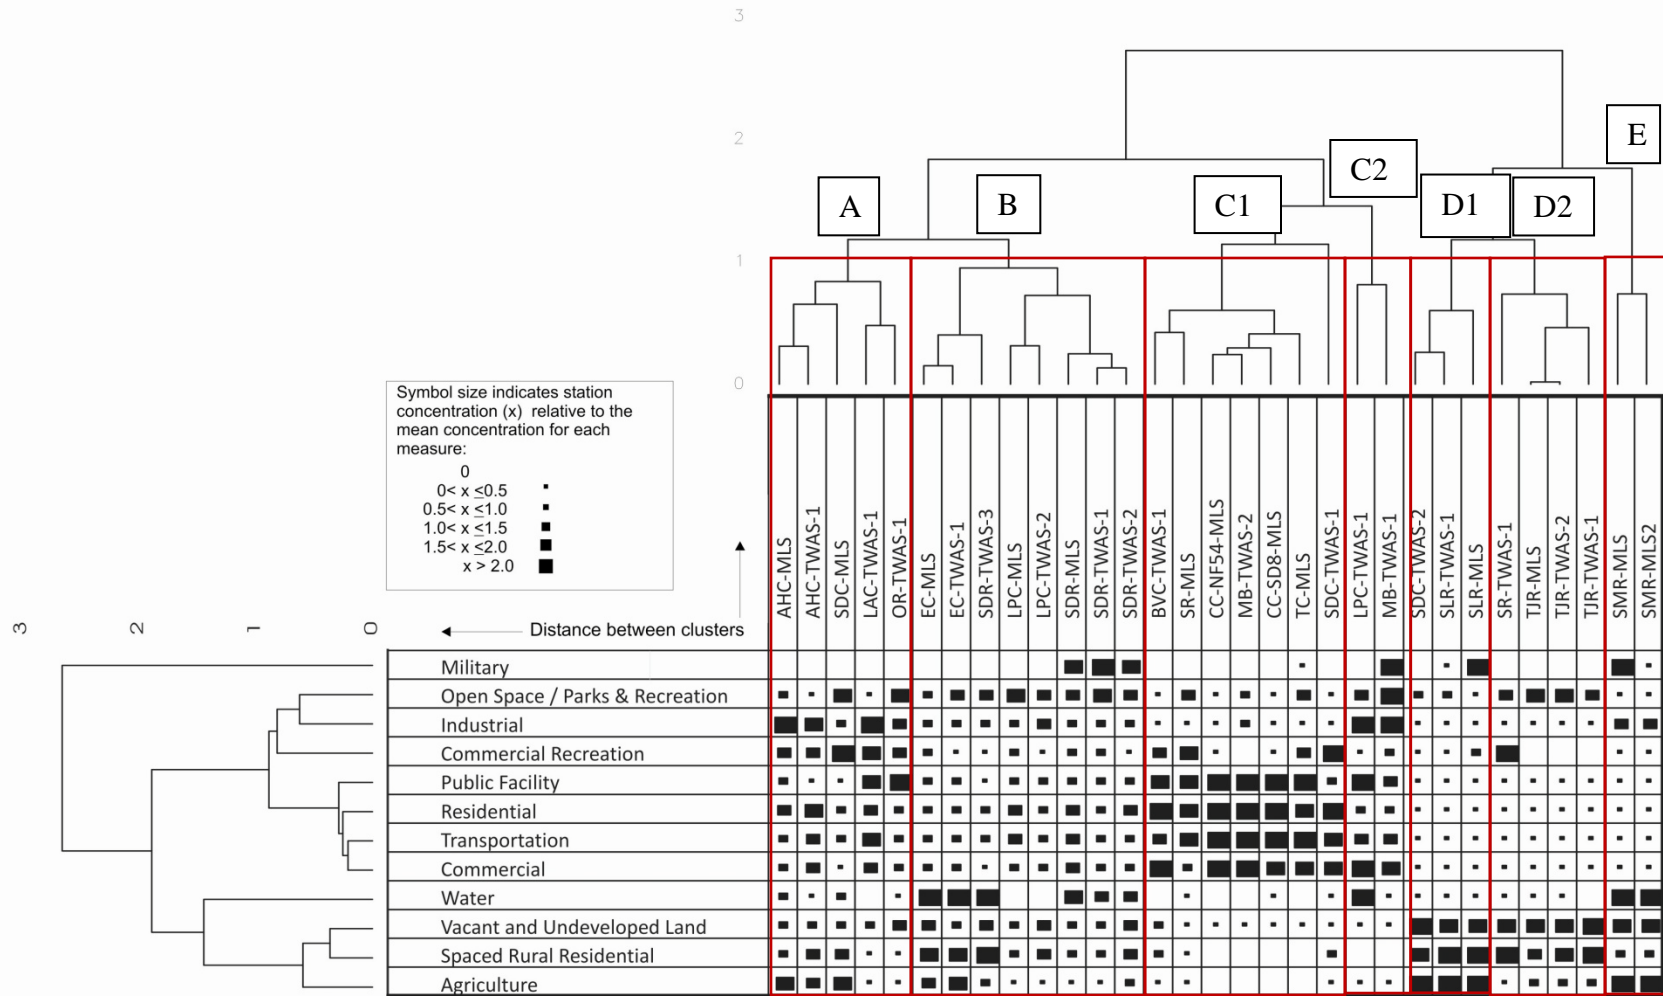 3
2
E
C2
A
B
C1
D1
D2
1
0
Symbol size indicates station
concentration (x) relative to the
mean concentration for each
measure:
0
0< x ≤0.5
0.5< x ≤1.0
1.0< x ≤1.5
1.5< x ≤2.0
x > 2.0
AHC-MLS
AHC-TWAS-1
SDC-MLS
LAC-TWAS-1
OR-TWAS-1
EC-MLS
EC-TWAS-1
SDR-TWAS-3
LPC-MLS
LPC-TWAS-2
SDR-MLS
SDR-TWAS-1
SDR-TWAS-2
BVC-TWAS-1
SR-MLS
CC-NF54-MLS
MB-TWAS-2
CC-SD8-MLS
TC-MLS
SDC-TWAS-1
LPC-TWAS-1
MB-TWAS-1
SDC-TWAS-2
SLR-TWAS-1
SLR-MLS
SR-TWAS-1
TJR-MLS
TJR-TWAS-2
TJR-TWAS-1
SMR-MLS
SMR-MLS2
3
2
1
0
Distance between clusters
Military
Open Space / Parks & Recreation
Industrial
Commercial Recreation
Public Facility
Residential
Transportation
Commercial
Water
Vacant and Undeveloped Land
Spaced Rural Residential
Agriculture